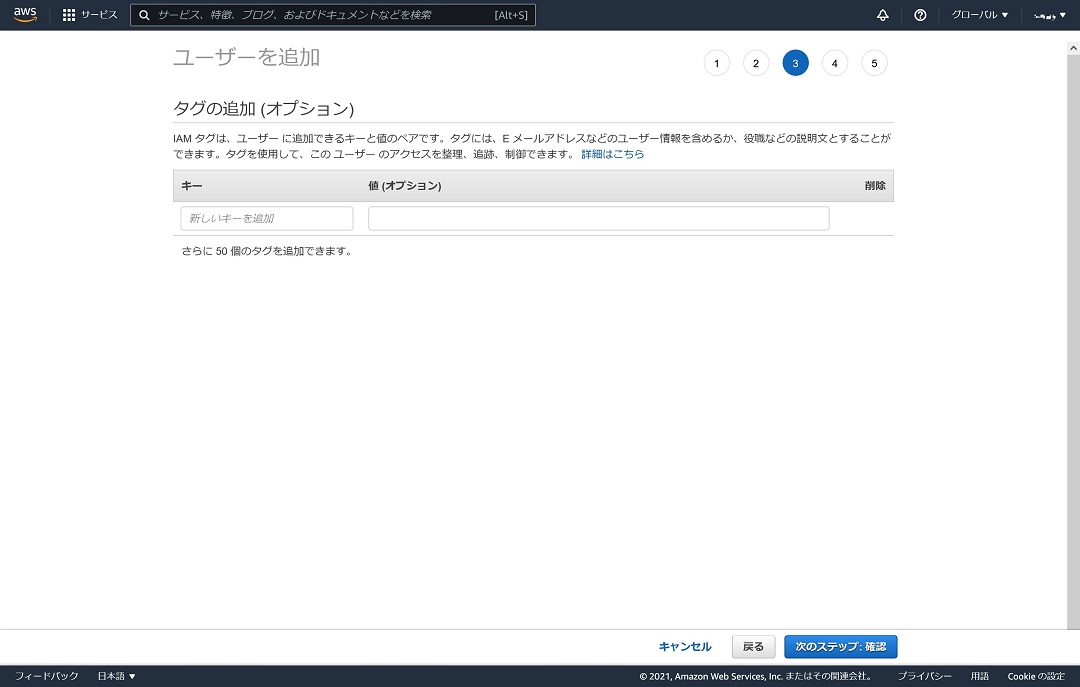 aws サービス サービス、特徴、ブログ、およびドキュメントなどを検索 [Alt+S] グローバル
ユーザーを追加 1 2 3 4 5
タグの追加 (オプション)
IAM タグは、ユーザー に追加できるキーと値のペアです。タグには、E メールアドレスなどのユーザー情報を含めるか、役職などの説明文とすることが
できます。タグを使用して、この ユーザー のアクセスを整理、追跡、制御できます。 詳細はこちら
キー 値 (オプション) 削除
新しいキーを追加
さらに 50 個のタグを追加できます。
キャンセル 戻る 次のステップ: 確認
フィードバック 日本語 © 2021, Amazon Web Services, Inc. またはその関連会社。 プライバシー 用語 Cookie の設定